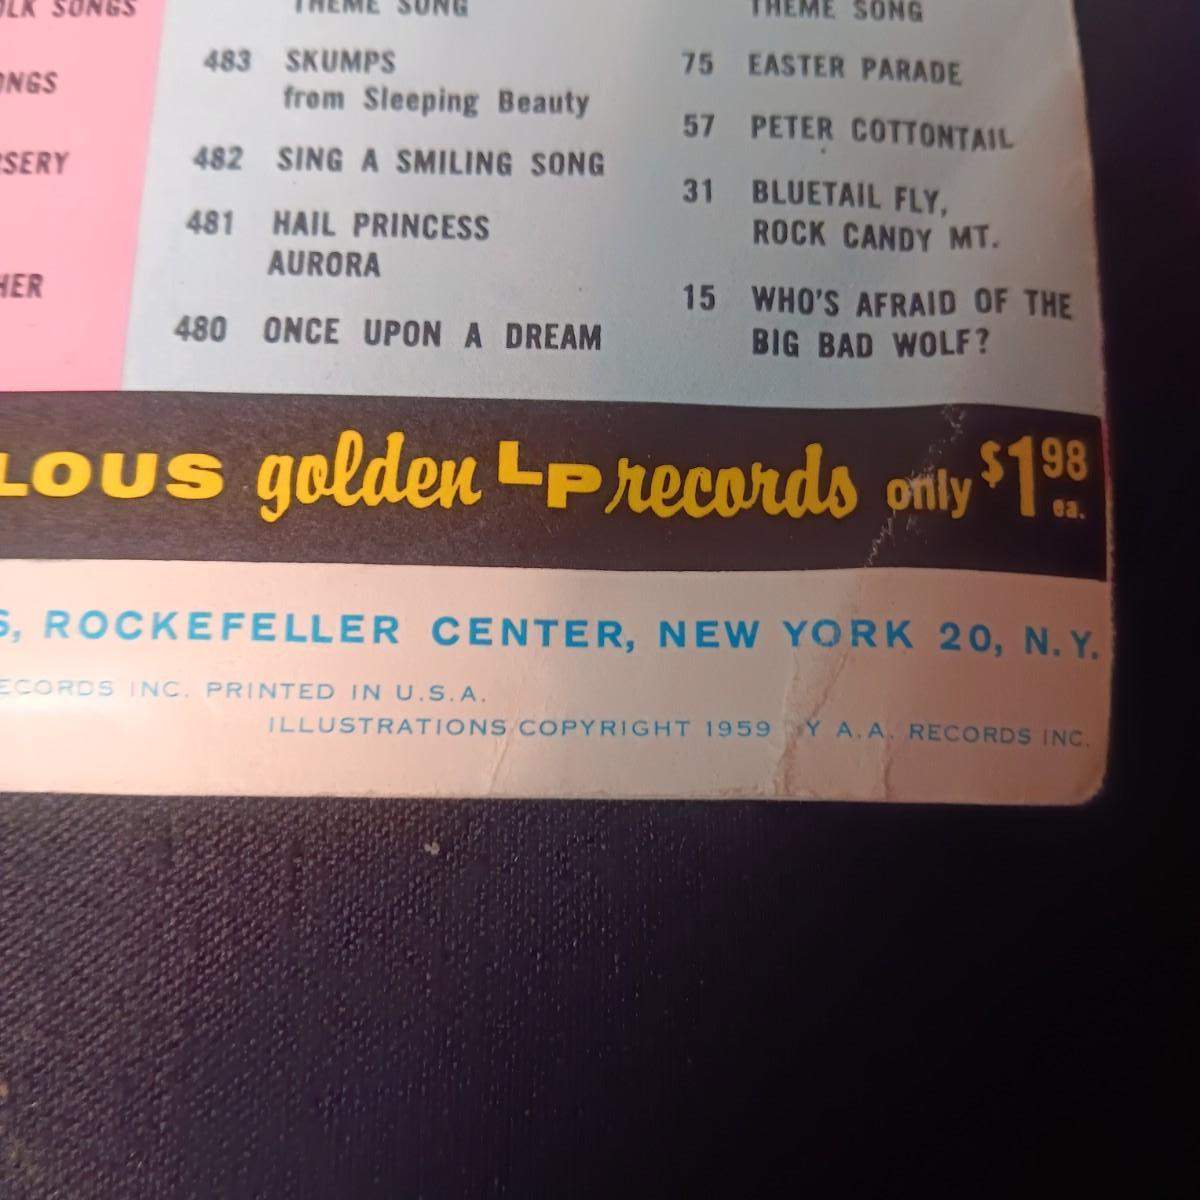 SONGS
THEME SONG
THEME SONG
SERY
483 SKUMPS
from Sleeping Beauty
482 SING A SMILING SONG
481 HAIL PRINCESS
AURORA
480 ONCE UPON A DREAM
75 EASTER PARADE
57 PETER COTTONTAIL
31 BLUETAIL FLY,
ROCK CANDY MT.
15 WHO'S AFRAID OF THE
BIG BAD WOLF?
LOUS golden LP records only $1.98 ea.
S, ROCKEFELLER CENTER, NEW YORK 20, N.Y.
ECORDS INC. PRINTED IN U.S.A.
ILLUSTRATIONS COPYRIGHT 1959 Y A.A. RECORDS INC.